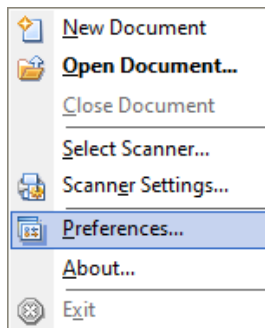 New Document
Open Document...
Close Document
Select Scanner...
Scanner Settings...
Preferences...
About...
Exit